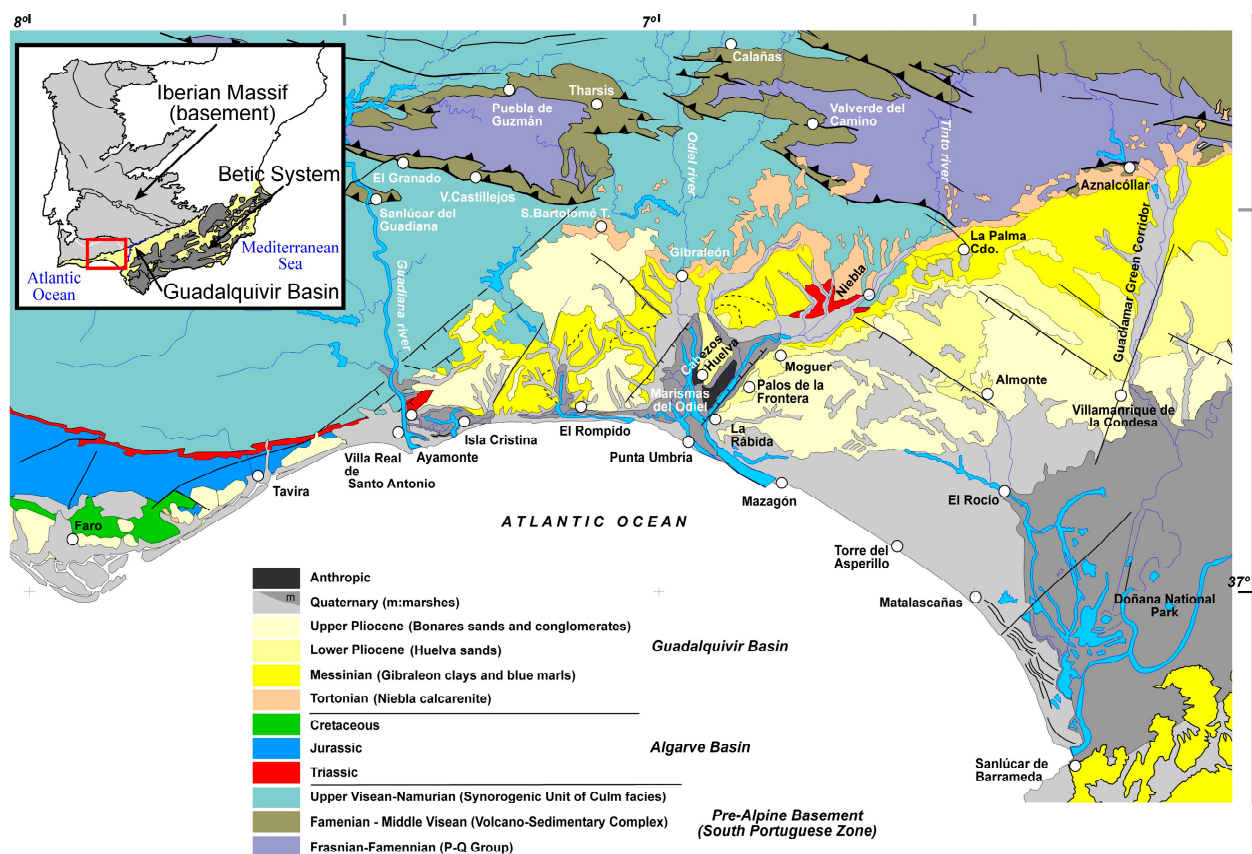 8º
7º
Iberian Massif
(basement)
Betic System
Mediterranean
Sea
Atlantic
Ocean
Guadalquivir Basin
Calañas
Puebla de
Guzmán
Tharsis
Valverde del
Camino
Odiel river
Tinto river
El Granado
V.Castillejos
Sanlúcar del
Guadiana
S.Bartolomé T.
Aznalcóllar
Gibraleón
La Palma
Cdo.
Niebla
Guadiana river
Guadiamar Green Corridor
Cabezos
Huelva
Moguer
Marismas
del Odiel
Palos de la
Frontera
Almonte
Villamanrique de
la Condesa
Isla Cristina
El Rompido
La
Rábida
Ayamonte
Villa Real
de
Santo Antonio
Punta Umbría
Tavira
Mazagón
El Rocío
Faro
ATLANTIC OCEAN
Torre del
Asperillo
Matalascañas
Doñana National
Park
37º
Sanlúcar de
Barrameda
Anthropic
m
Quaternary (m:marshes)
Upper Pliocene (Bonares sands and conglomerates)
Lower Pliocene (Huelva sands)
Guadalquivir Basin
Messinian (Gibraleon clays and blue marls)
Tortonian (Niebla calcarenite)
Cretaceous
Jurassic
Algarve Basin
Triassic
Upper Visean-Namurian (Synorogenic Unit of Culm facies)
Famenian - Middle Visean (Volcano-Sedimentary Complex)
Pre-Alpine Basement
(South Portuguese Zone)
Frasnian-Famennian (P-Q Group)